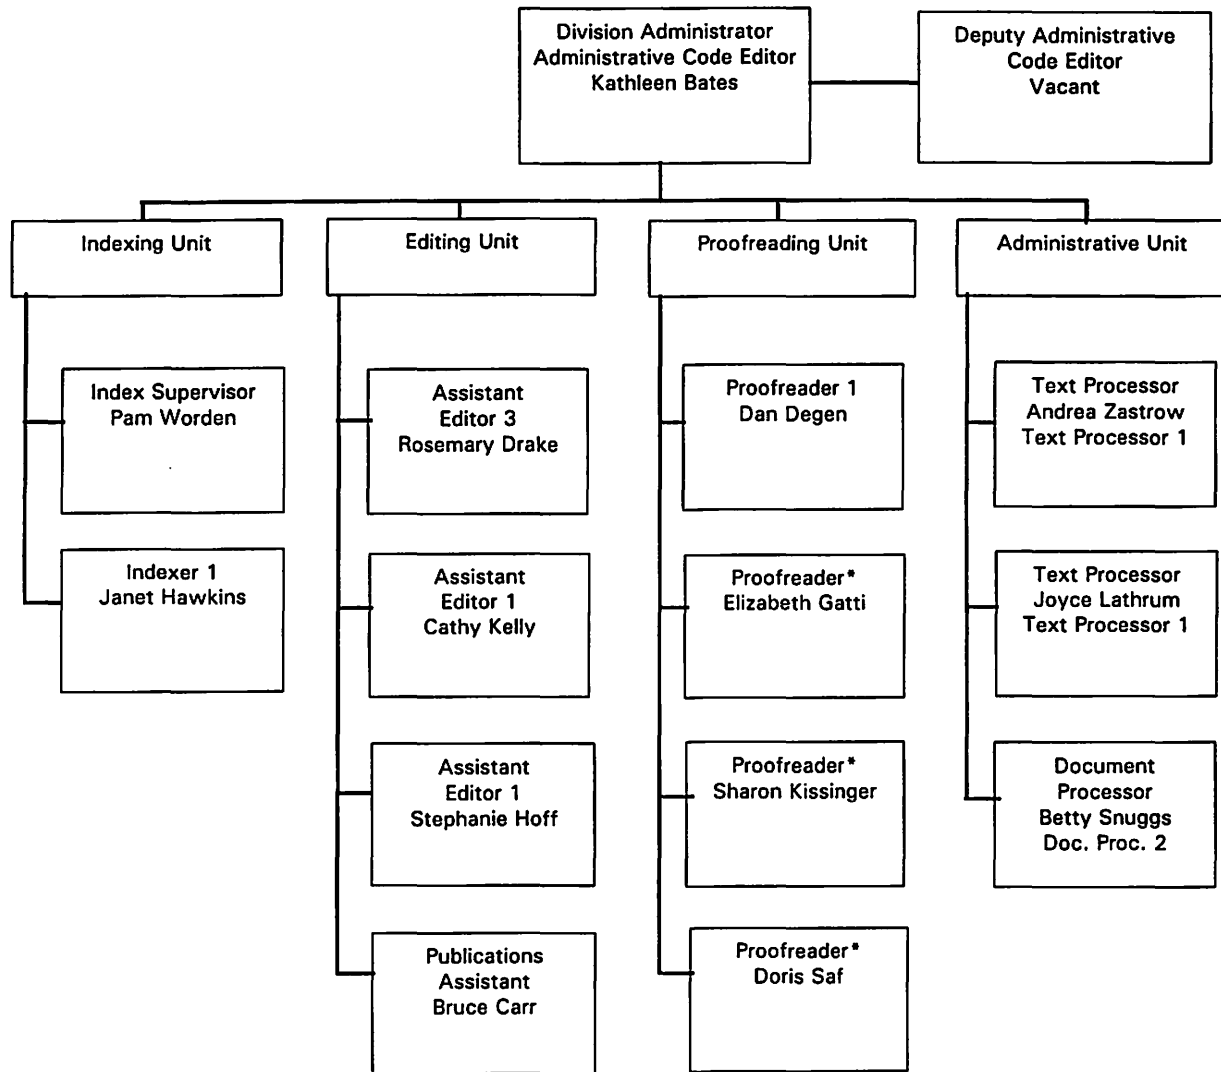 Division Administrator
Administrative Code Editor
Kathleen Bates
Deputy Administrative
Code Editor
Vacant
Indexing Unit
Editing Unit
Proofreading Unit
Administrative Unit
Index Supervisor
Pam Worden
Indexer 1
Janet Hawkins
Assistant
Editor 3
Rosemary Drake
Assistant
Editor 1
Cathy Kelly
Assistant
Editor 1
Stephanie Hoff
Publications
Assistant
Bruce Carr
Proofreader 1
Dan Degen
Proofreader*
Elizabeth Gatti
Proofreader*
Sharon Kissinger
Proofreader*
Doris Saf
Text Processor
Andrea Zastrow
Text Processor 1
Text Processor
Joyce Lathrum
Text Processor 1
Document
Processor
Betty Snuggs
Doc. Proc. 2